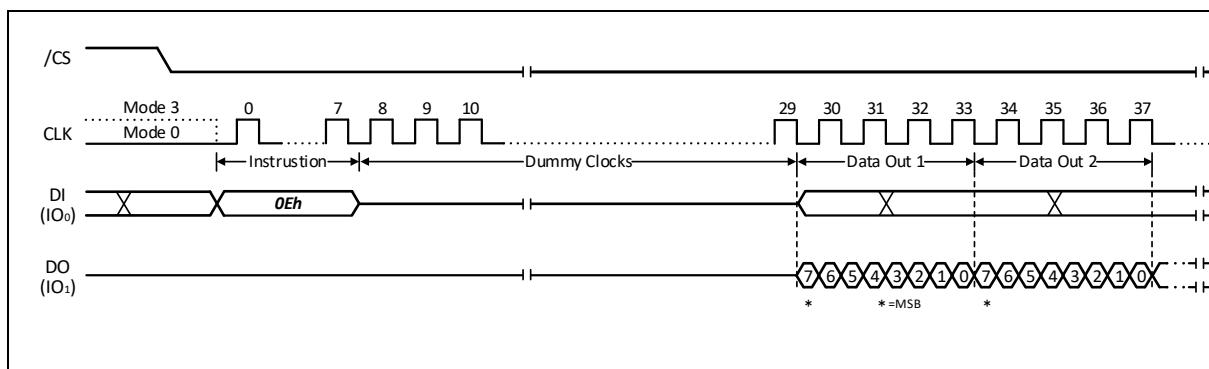 /CS
Mode 3 0 7 8 9 10 29 30 31 32 33 34 35 36 37
CLK Mode 0
Instrustion Dummy Clocks Data Out 1 Data Out 2
DI
(IO₀) 0Eh
DO
(IO₁) 7 6 5 4 3 2 1 0 7 6 5 4 3 2 1 0
* * =MSB *